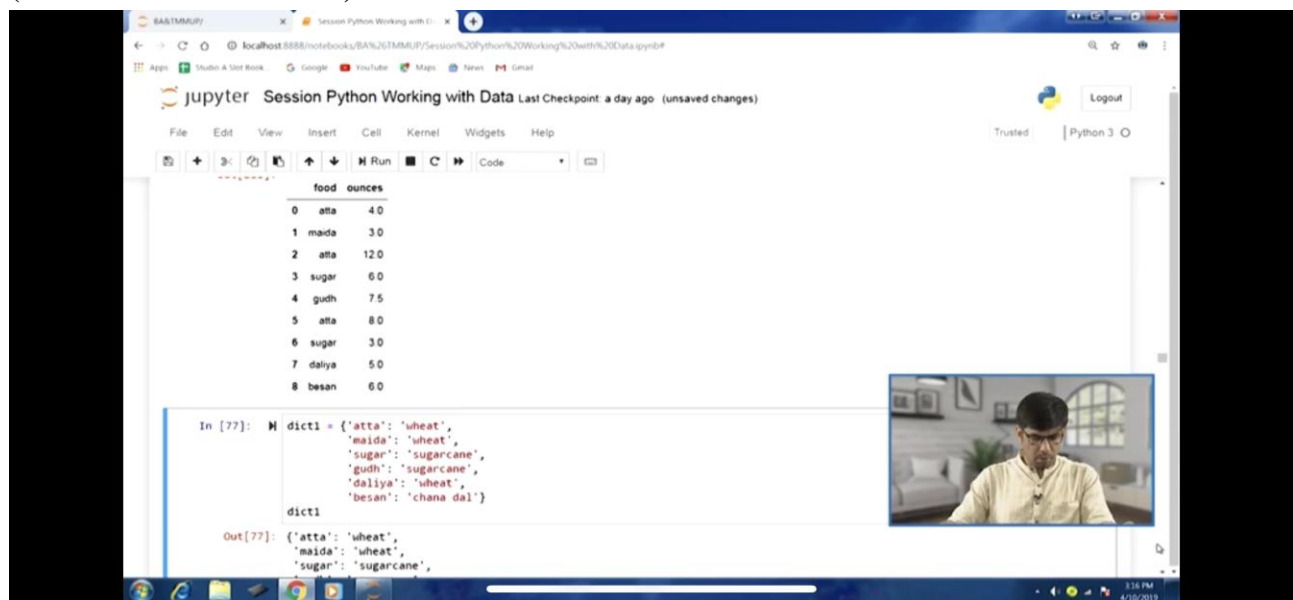 BA&TMMUP/
Session Python Working with D
localhost:8888/notebooks/BA%26TMMUP/Session%20Python%20Working%20with%20Data.ipynb#
Apps Studio A Slot Book Google YouTube Maps News Gmail
jupyter Session Python Working with Data Last Checkpoint: a day ago (unsaved changes)
Logout
File Edit View Insert Cell Kernel Widgets Help
Trusted Python 3
Run Code
food ounces
0 atta 4.0
1 maida 3.0
2 atta 12.0
3 sugar 6.0
4 gudh 7.5
5 atta 8.0
6 sugar 3.0
7 daliya 5.0
8 besan 6.0
In [77]: dict1 = {'atta': 'wheat',
'maida': 'wheat',
'sugar': 'sugarcane',
'gudh': 'sugarcane',
'daliya': 'wheat',
'besan': 'chana dal'}
dict1
Out[77]: {'atta': 'wheat',
'maida': 'wheat',
'sugar': 'sugarcane',
3:16 PM
4/10/2019